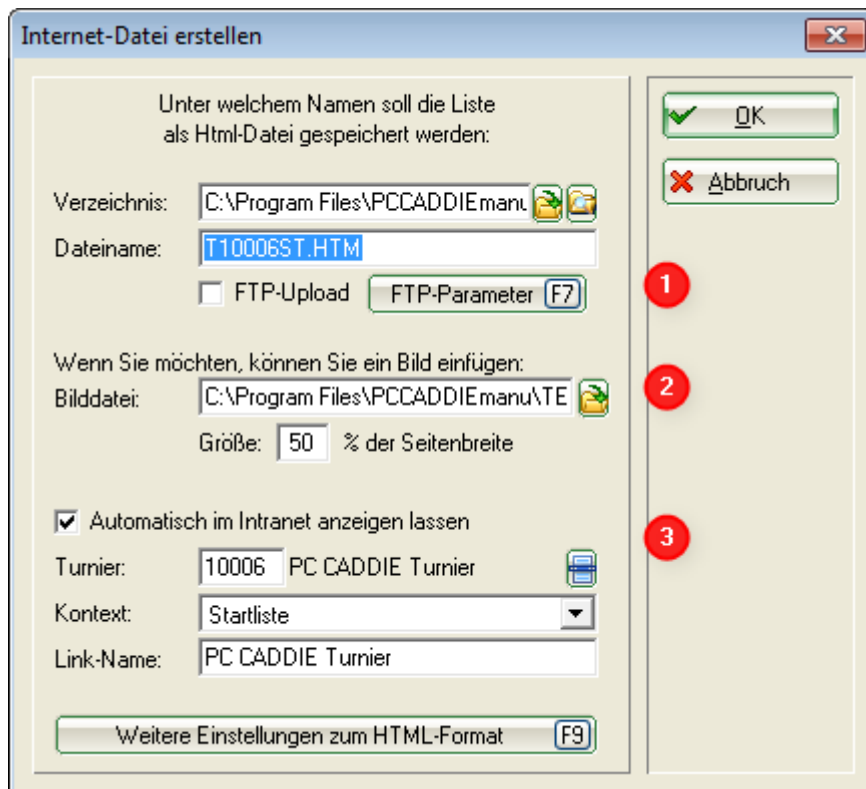 Internet-Datei erstellen
Unter welchem Namen soll die Liste
als Html-Datei gespeichert werden:
OK
Abbruch
Verzeichnis: C:\Program Files\PCCADDIEmanu
Dateiname: T10006ST.HTM
FTP-Upload FTP-Parameter F7
1
Wenn Sie möchten, können Sie ein Bild einfügen:
Bilddatei: C:\Program Files\PCCADDIEmanu\TE
2
Größe: 50 % der Seitenbreite
Automatisch im Intranet anzeigen lassen
3
Turnier: 10006 PC CADDIE Turnier
Kontext: Startliste
Link-Name: PC CADDIE Turnier
Weitere Einstellungen zum HTML-Format F9